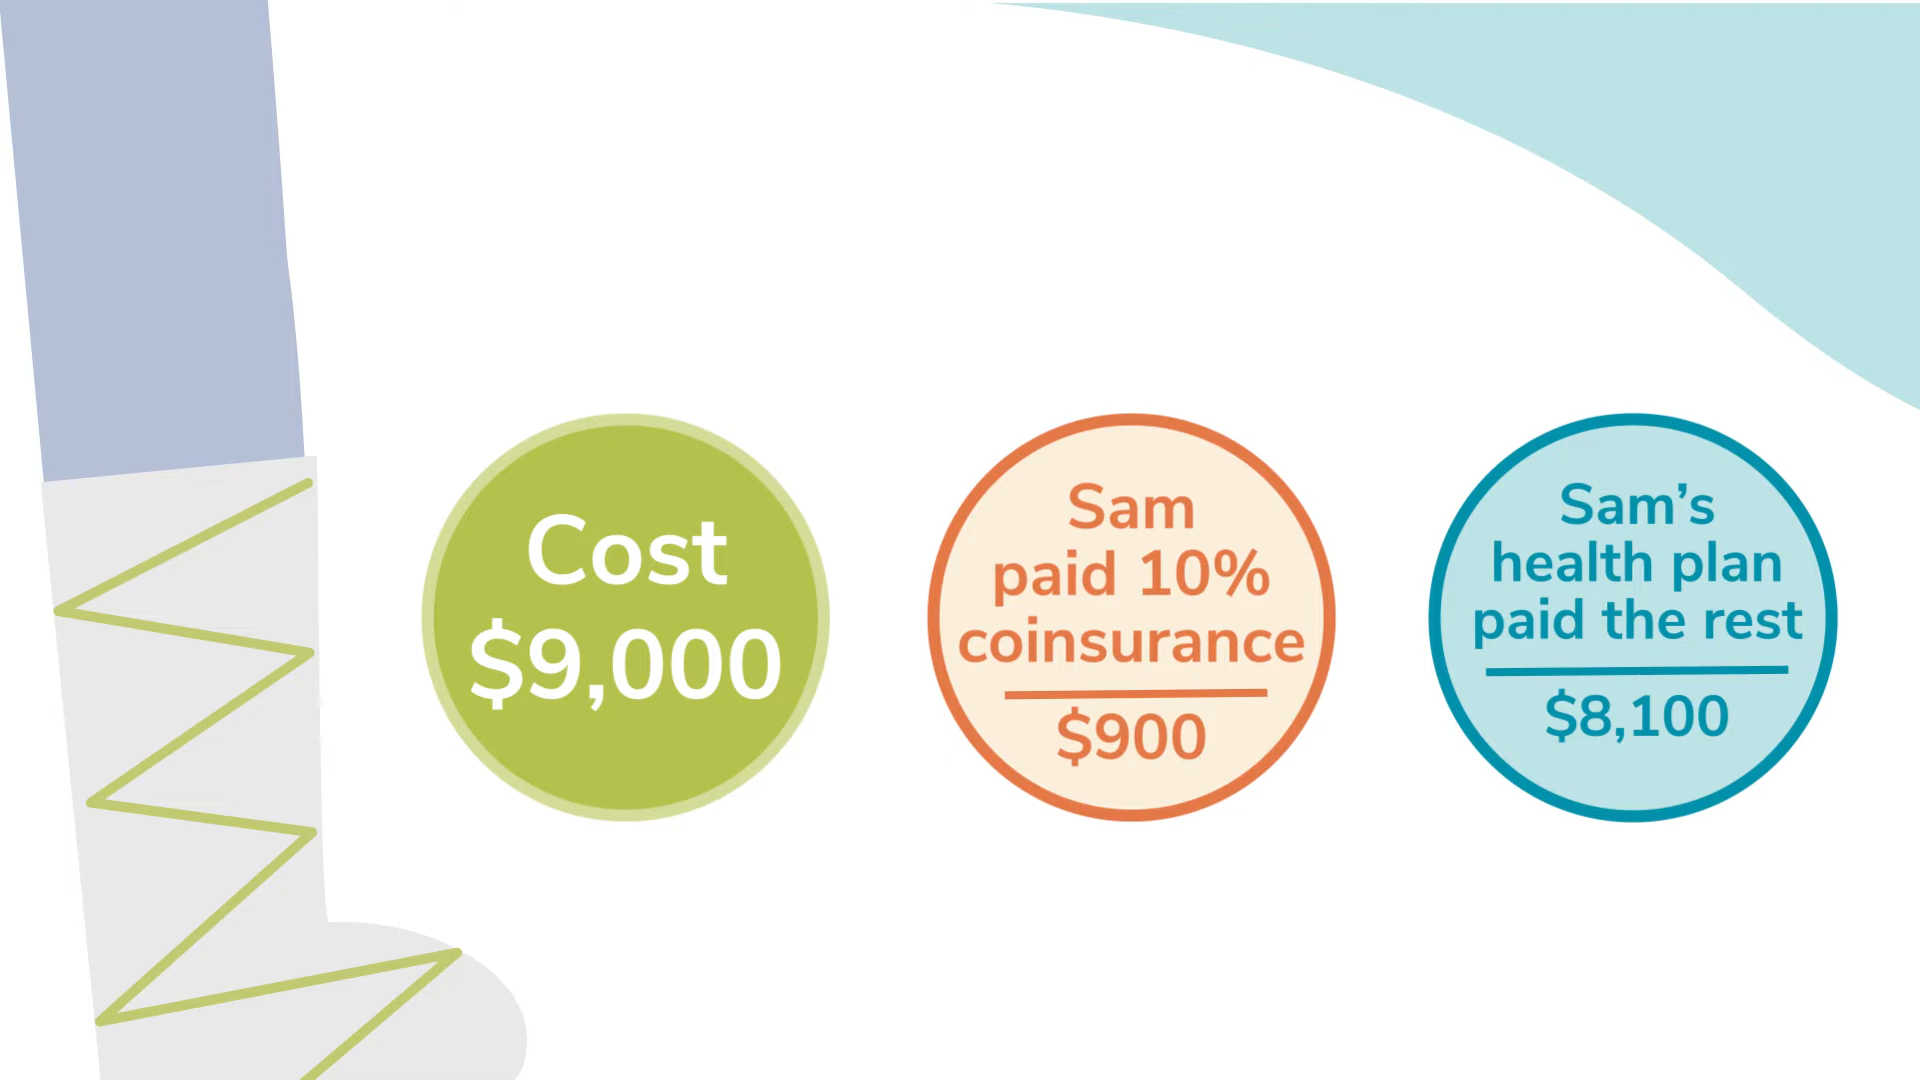 Cost
$9,000
Sam
paid 10%
coinsurance
$900
Sam’s
health plan
paid the rest
$8,100